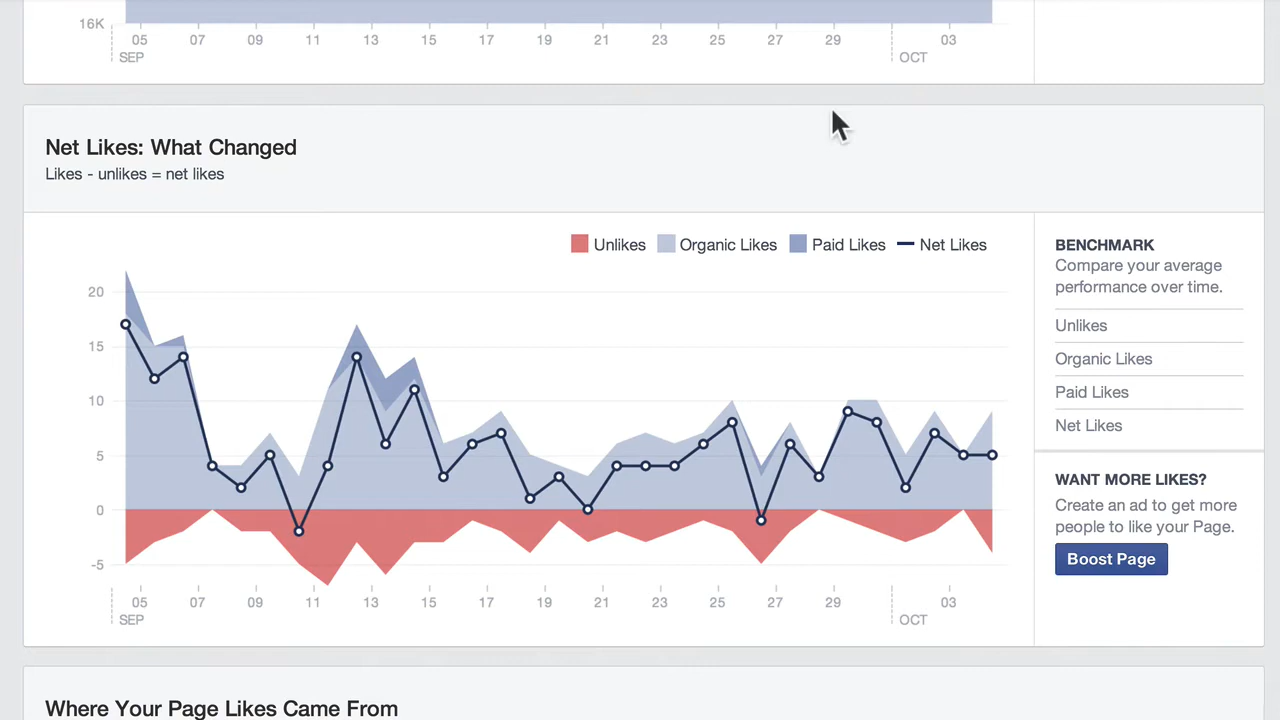 16K
05 07 09 11 13 15 17 19 21 23 25 27 29 03
SEP OCT
Net Likes: What Changed
Likes - unlikes = net likes
Unlikes Organic Likes Paid Likes Net Likes
20
15
10
5
0
-5
05 07 09 11 13 15 17 19 21 23 25 27 29 03
SEP OCT
BENCHMARK
Compare your average
performance over time.
Unlikes
Organic Likes
Paid Likes
Net Likes
WANT MORE LIKES?
Create an ad to get more
people to like your Page.
Boost Page
Where Your Page Likes Came From